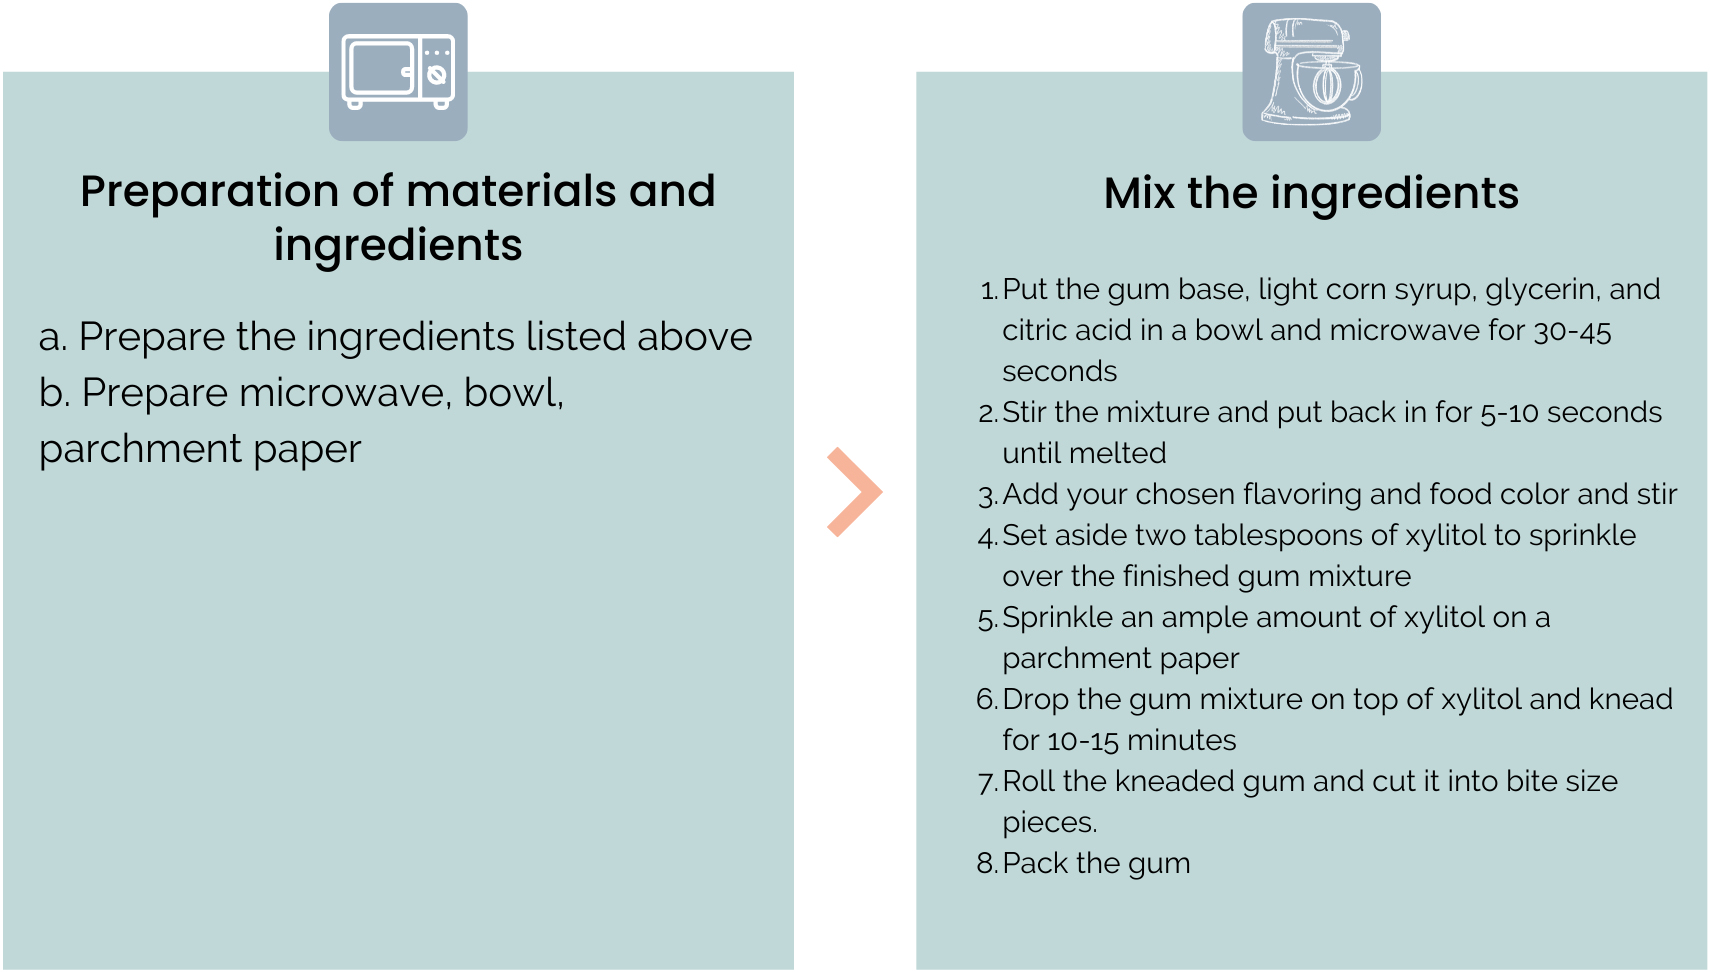 Preparation of materials and
ingredients
a. Prepare the ingredients listed above
b. Prepare microwave, bowl,
parchment paper
Mix the ingredients
1. Put the gum base, light corn syrup, glycerin, and
citric acid in a bowl and microwave for 30-45
seconds
2. Stir the mixture and put back in for 5-10 seconds
until melted
3. Add your chosen flavoring and food color and stir
4. Set aside two tablespoons of xylitol to sprinkle
over the finished gum mixture
5. Sprinkle an ample amount of xylitol on a
parchment paper
6. Drop the gum mixture on top of xylitol and knead
for 10-15 minutes
7. Roll the kneaded gum and cut it into bite size
pieces.
8. Pack the gum